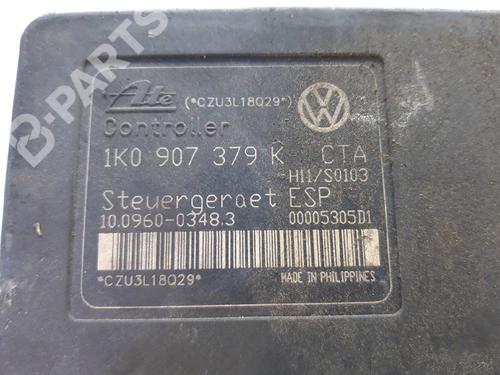 B-PARTS
Ate (*CZU3L18Q29*)
Controller
1K0 907 379 K CTA
H11/S0103
Steuergeraet ESP
10.0960-0348.3 00005305D1
*CZU3L18Q29* MADE IN PHILIPPINES